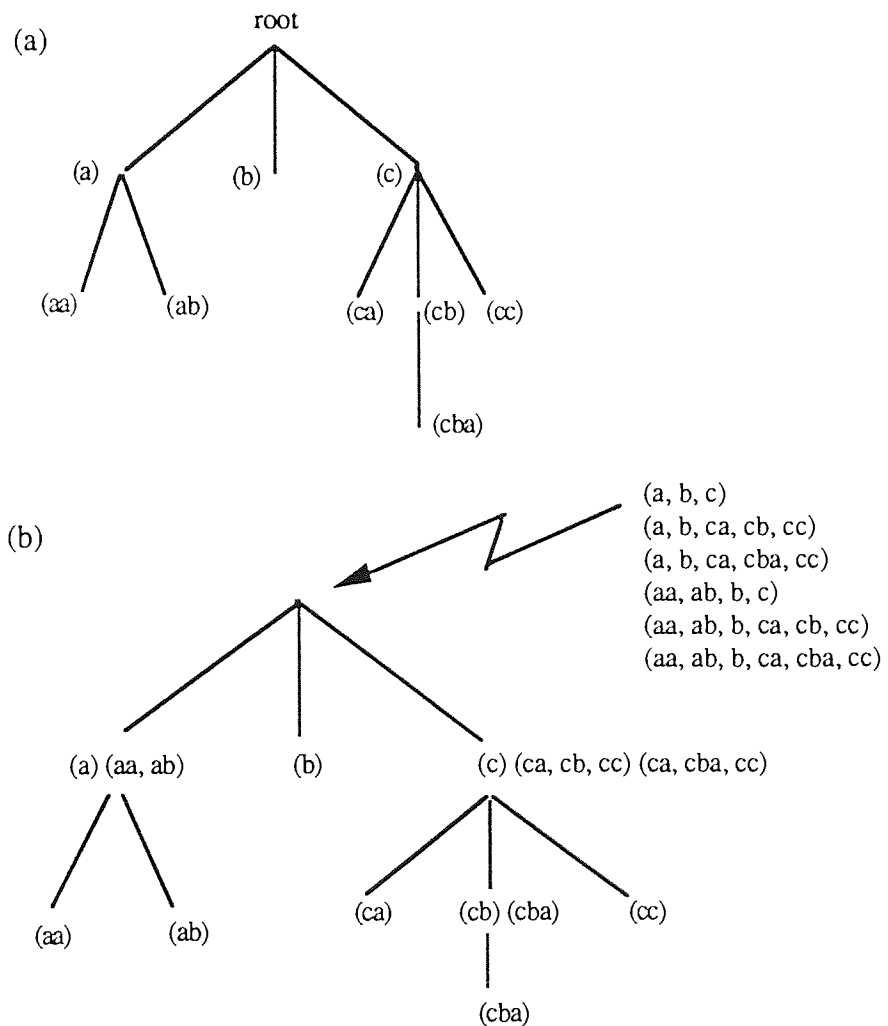 root
(a)
(a) (b) (c)
(aa) (ab) (ca) (cb) (cc)
(cba)
(a, b, c)
(b)
(a, b, ca, cb, cc)
(a, b, ca, cba, cc)
(aa, ab, b, c)
(aa, ab, b, ca, cb, cc)
(aa, ab, b, ca, cba, cc)
(a) (aa, ab) (b) (c) (ca, cb, cc) (ca, cba, cc)
(aa) (ab) (ca) (cb) (cba) (cc)
(cba)